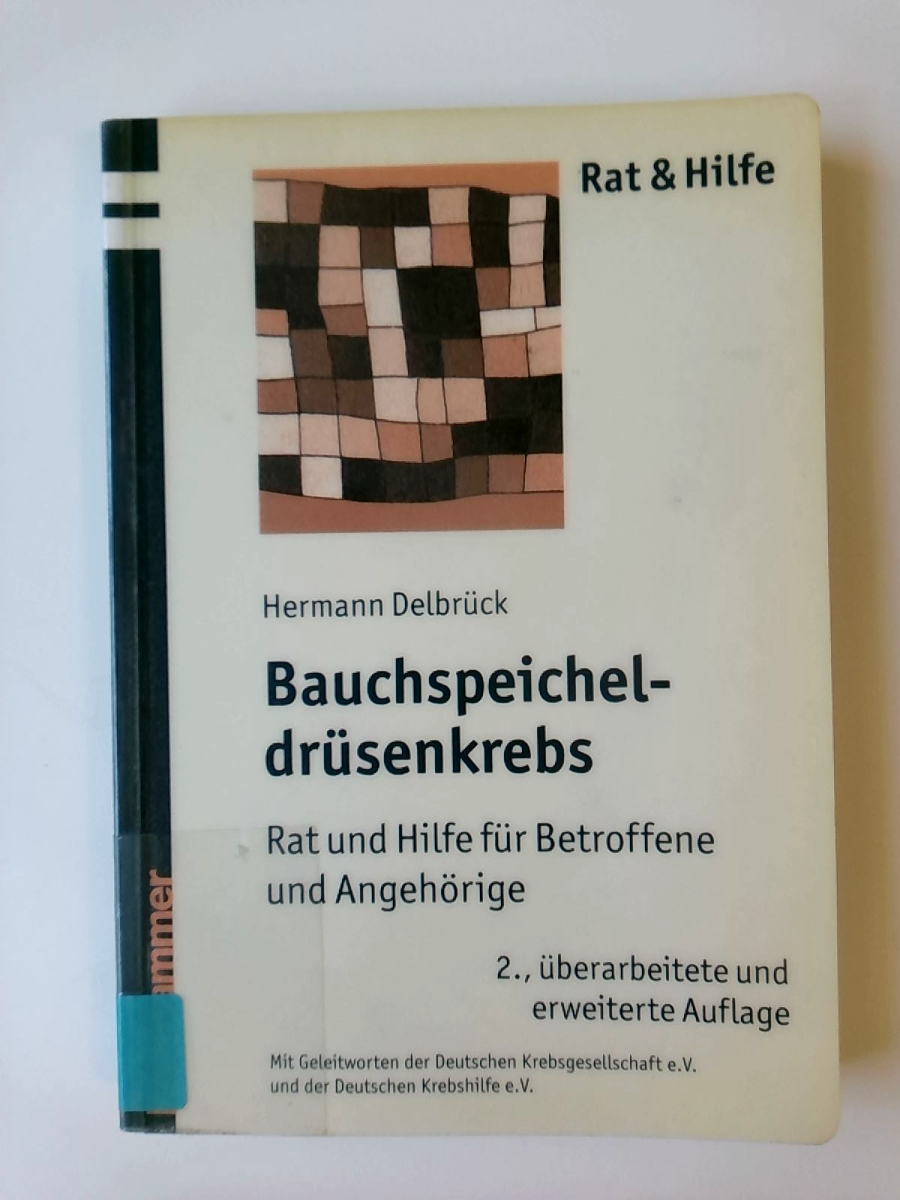 Rat & Hilfe
Hermann Delbrück
Bauchspeichel-
drüsenkrebs
Rat und Hilfe für Betroffene
und Angehörige
2., überarbeitete und
erweiterte Auflage
Mit Geleitworten der Deutschen Krebsgesellschaft e.V.
und der Deutschen Krebshilfe e.V.